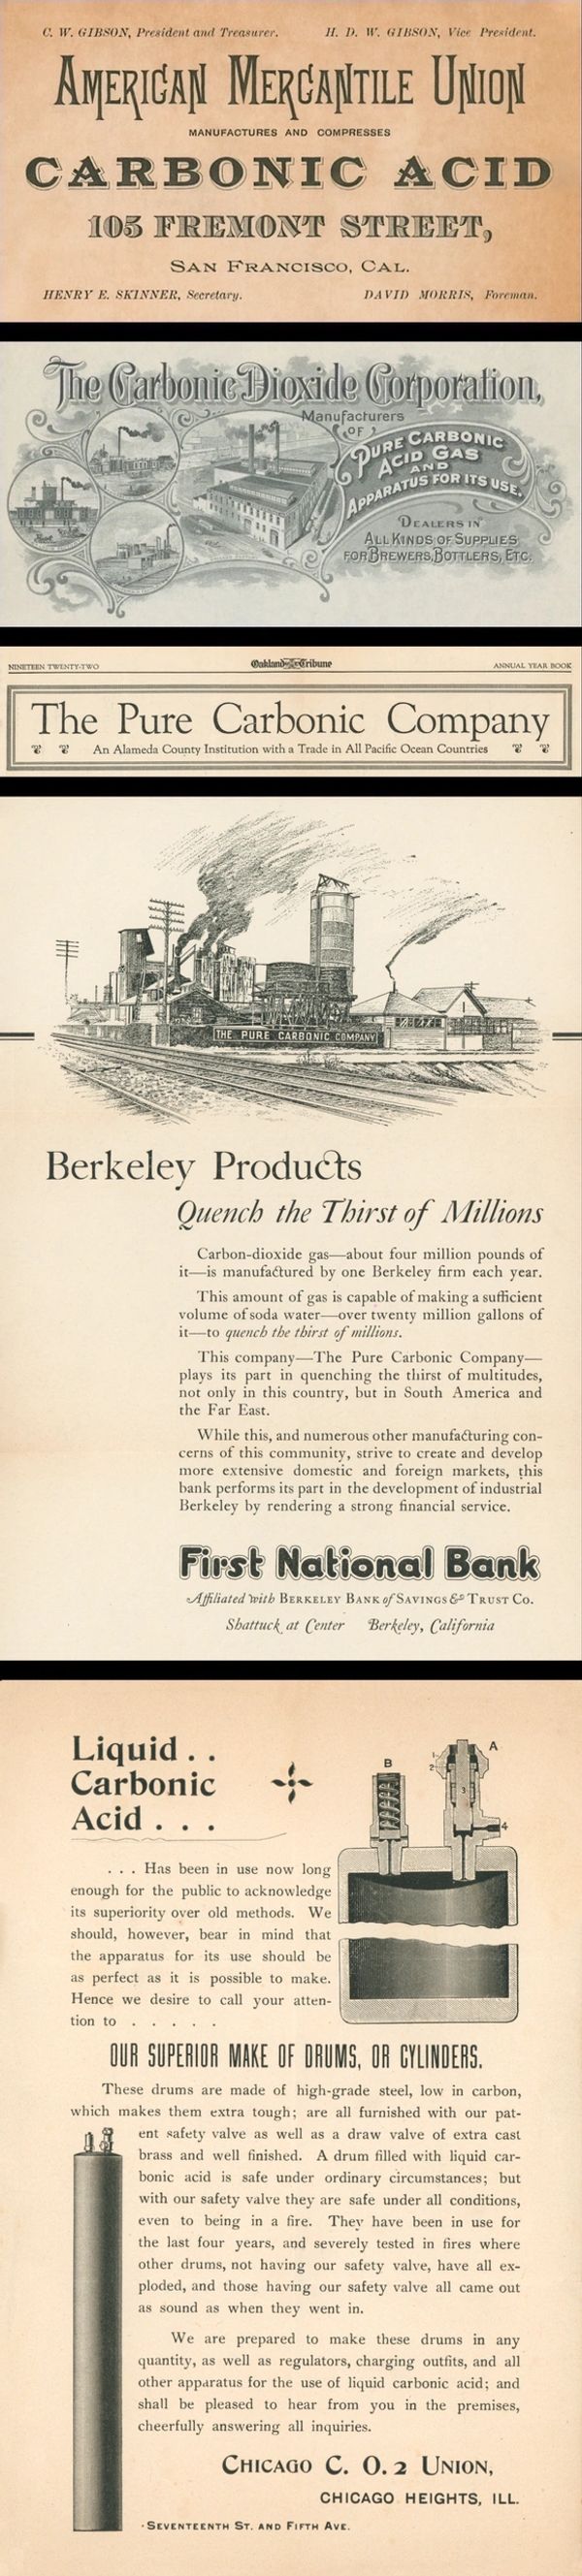 C. W. GIBSON, President and Treasurer. H. D. W. GIBSON, Vice President.
AMERICAN MERCANTILE UNION
MANUFACTURES AND COMPRESSES
CARBONIC ACID
105 FREMONT STREET,
SAN FRANCISCO, CAL.
HENRY E. SKINNER, Secretary. DAVID MORRIS, Foreman.
The Carbonic Dioxide Corporation,
Manufacturers
OF
PURE CARBONIC
ACID GAS
AND
APPARATUS FOR ITS USE.
DEALERS IN
ALL KINDS OF SUPPLIES
FOR BREWERS, BOTTLERS, ETC.
NINETEEN TWENTY-TWO Oakland Tribune ANNUAL YEAR BOOK
The Pure Carbonic Company
An Alameda County Institution with a Trade in All Pacific Ocean Countries
THE PURE CARBONIC COMPANY
Berkeley Products
Quench the Thirst of Millions
Carbon-dioxide gas—about four million pounds of
it—is manufactured by one Berkeley firm each year.
This amount of gas is capable of making a sufficient
volume of soda water—over twenty million gallons of
it—to quench the thirst of millions.
This company—The Pure Carbonic Company—
plays its part in quenching the thirst of multitudes,
not only in this country, but in South America and
the Far East.
While this, and numerous other manufacturing con-
cerns of this community, strive to create and develop
more extensive domestic and foreign markets, this
bank performs its part in the development of industrial
Berkeley by rendering a strong financial service.
First National Bank
Affiliated with BERKELEY BANK of SAVINGS & TRUST CO.
Shattuck at Center Berkeley, California
Liquid . .
Carbonic
Acid . . .
B
A
1
2
3
4
. . . Has been in use now long
enough for the public to acknowledge
its superiority over old methods. We
should, however, bear in mind that
the apparatus for its use should be
as perfect as it is possible to make.
Hence we desire to call your atten-
tion to . . . . .
OUR SUPERIOR MAKE OF DRUMS, OR CYLINDERS.
These drums are made of high-grade steel, low in carbon,
which makes them extra tough; are all furnished with our pat-
ent safety valve as well as a draw valve of extra cast
brass and well finished. A drum filled with liquid car-
bonic acid is safe under ordinary circumstances; but
with our safety valve they are safe under all conditions,
even to being in a fire. They have been in use for
the last four years, and severely tested in fires where
other drums, not having our safety valve, have all ex-
ploded, and those having our safety valve all came out
as sound as when they went in.
We are prepared to make these drums in any
quantity, as well as regulators, charging outfits, and all
other apparatus for the use of liquid carbonic acid; and
shall be pleased to hear from you in the premises,
cheerfully answering all inquiries.
CHICAGO C. O. 2 UNION,
CHICAGO HEIGHTS, ILL.
SEVENTEENTH ST. AND FIFTH AVE.